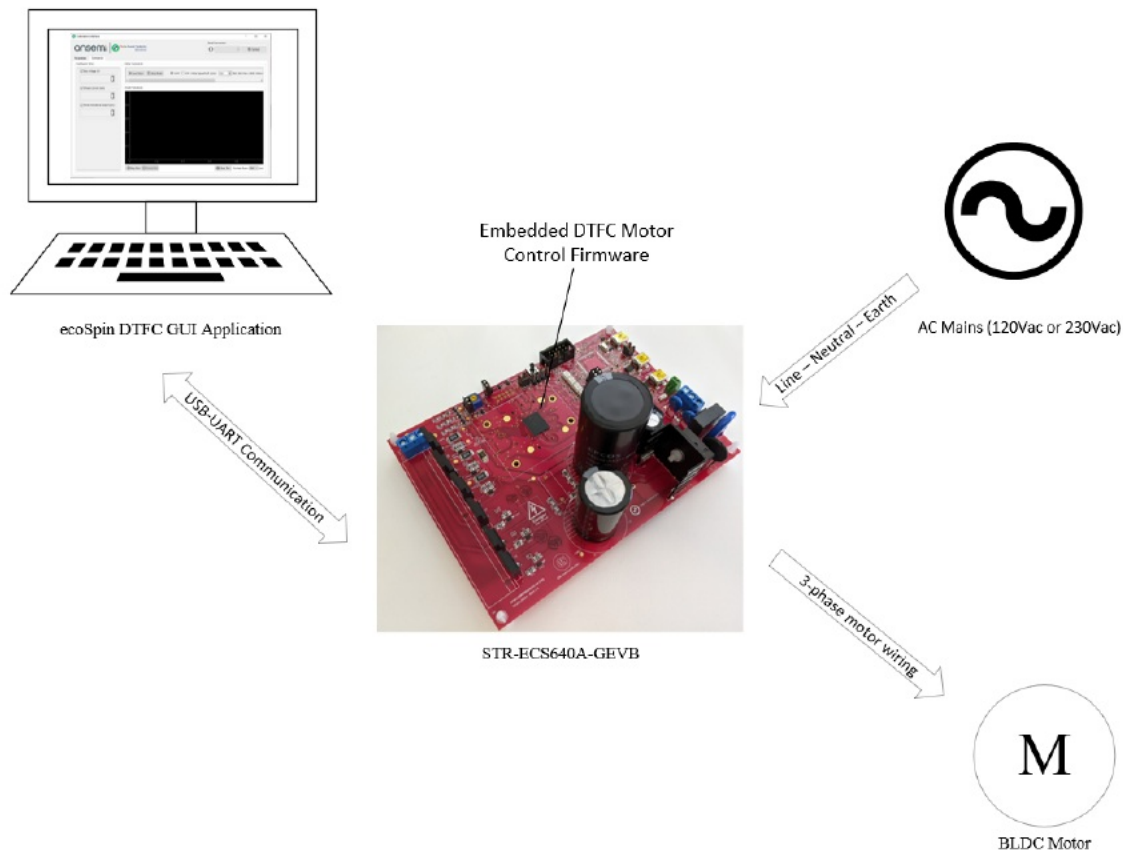 onsemi
Embedded DTFC Motor
Control Firmware
ecoSpin DTFC GUI Application
AC Mains (120Vac or 230Vac)
Line – Neutral – Earth
USB-UART Communication
3-phase motor wiring
STR-ECS640A-GEVB
M
BLDC Motor